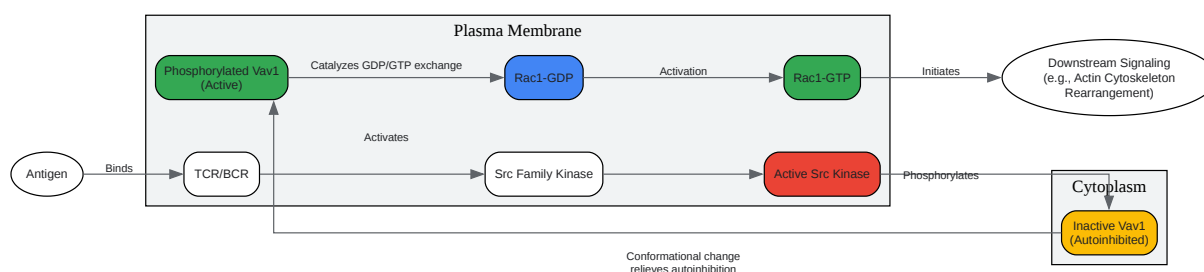 Plasma Membrane
Phosphorylated Vav1
(Active)
Catalyzes GDP/GTP exchange
Rac1-GDP
Activation
Rac1-GTP
Initiates
Downstream Signaling
(e.g., Actin Cytoskeleton
Rearrangement)
Activates
Antigen
Binds
TCR/BCR
Src Family Kinase
Active Src Kinase
Phosphorylates
Cytoplasm
Inactive Vav1
(Autoinhibited)
Conformational change
relieves autoinhibition